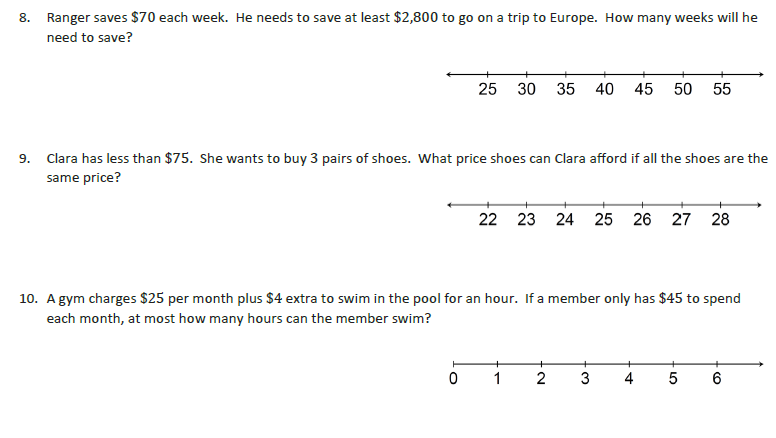 8. Ranger saves $70 each week. He needs to save at least $2,800 to go on a trip to Europe. How many weeks will he
need to save?
25 30 35 40 45 50 55
9. Clara has less than $75. She wants to buy 3 pairs of shoes. What price shoes can Clara afford if all the shoes are the
same price?
22 23 24 25 26 27 28
10. A gym charges $25 per month plus $4 extra to swim in the pool for an hour. If a member only has $45 to spend
each month, at most how many hours can the member swim?
0 1 2 3 4 5 6